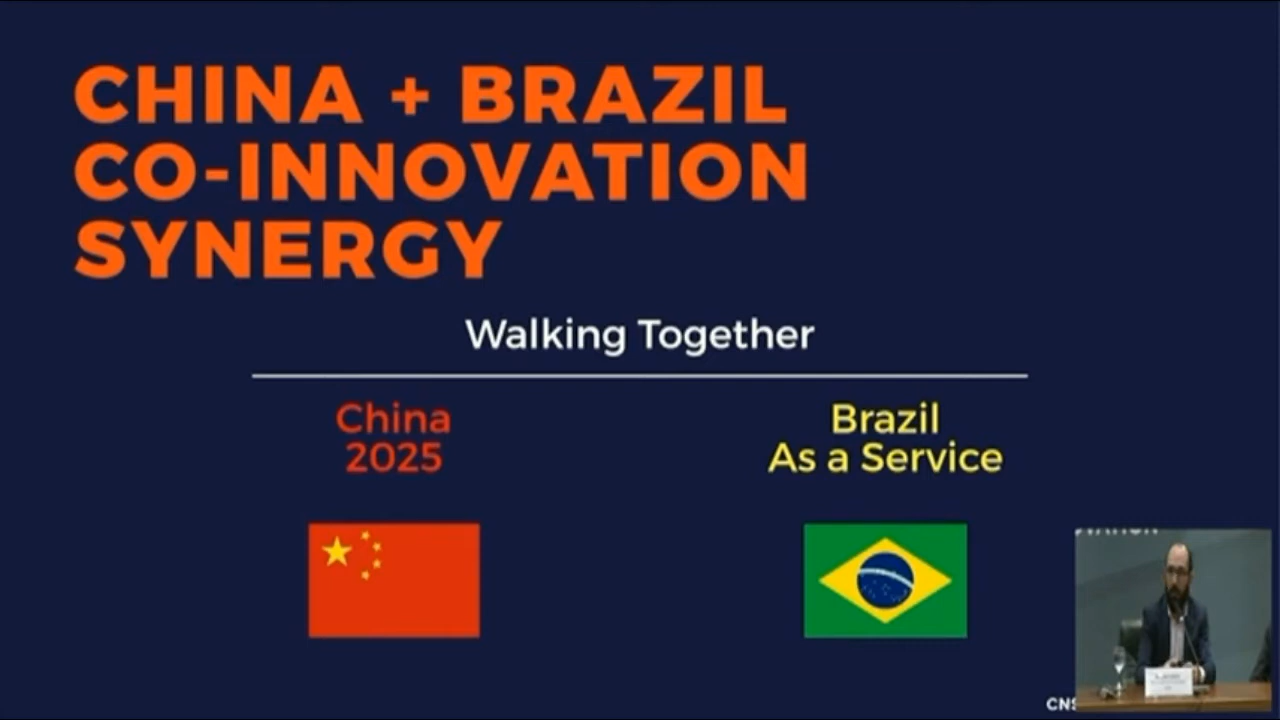 CHINA + BRAZIL
CO-INNOVATION
SYNERGY
Walking Together
China
2025
Brazil
As a Service